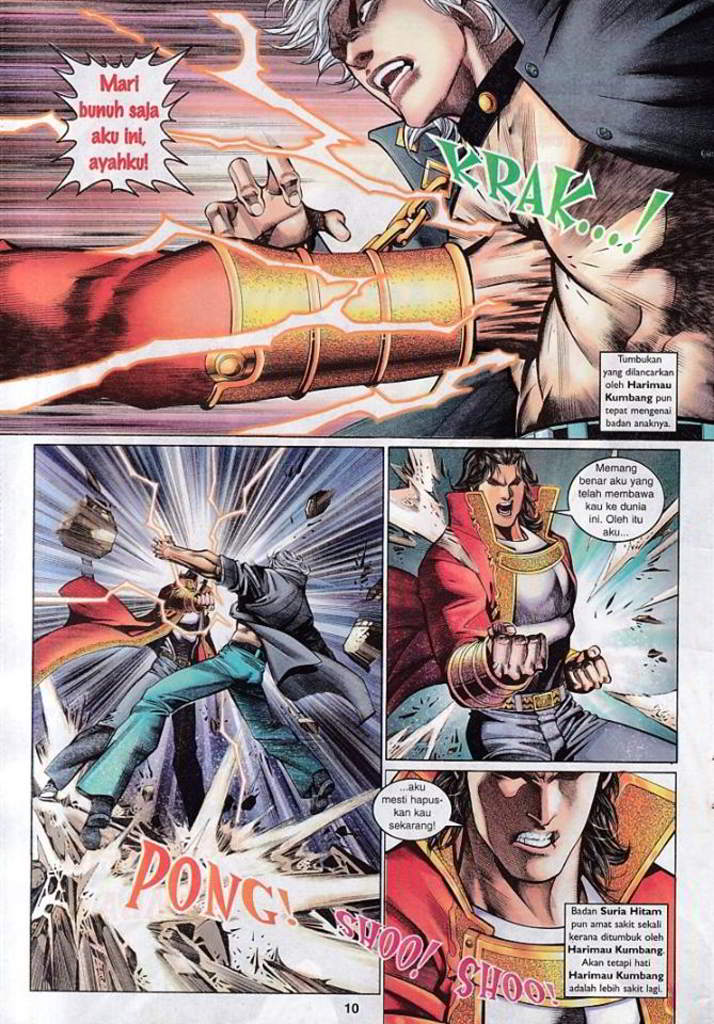 Mari
bunuh saja
aku ini,
ayahku!
KRAK....!
Tumbukan
yang dilancarkan
oleh Harimau
Kumbang pun
tepat mengenai
badan anaknya.
PONG!
Memang
benar aku yang
telah membawa
kau ke dunia
ini. Oleh itu
aku...
...aku
mesti hapus-
kan kau
sekarang!
SHOO!
SHOO!
Badan Suria Hitam
pun amat sakit sekali
kerana ditumbuk oleh
Harimau Kumbang.
Akan tetapi hati
Harimau Kumbang
adalah lebih sakit lagi.
10